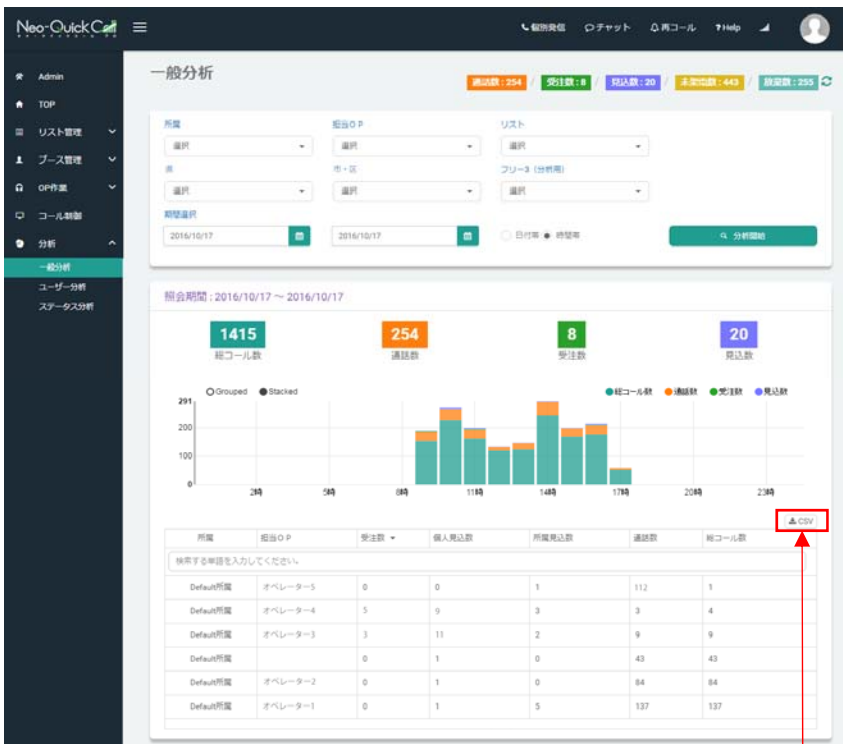 Neo-QuickCall
個別発信 チャット 再コール ?Help
Admin
TOP
リスト管理
ブース管理
OP作業
コール制御
分析
一般分析
ユーザー分析
ステータス分析
一般分析
通話数 : 254 / 受注数 : 8 / 見込数 : 20 / 未架電数 : 443 / 放棄数 : 255
所属 担当OP リスト
選択 選択 選択
県 市・区 フリー3 (分析用)
選択 選択 選択
期間選択
2016/10/17 2016/10/17 日付毎 時間毎 分析開始
照会期間 : 2016/10/17 ~ 2016/10/17
1415 254 8 20
総コール数 通話数 受注数 見込数
Grouped Stacked 総コール数 通話数 受注数 見込数
291
200
100
0
2時 5時 8時 11時 14時 17時 20時 23時
CSV
所属 担当OP 受注数 個人見込数 所属見込数 通話数 総コール数
検索する単語を入力してください。
Default所属 オペレーター5 0 0 1 112 1
Default所属 オペレーター4 5 9 3 3 4
Default所属 オペレーター3 3 11 2 9 9
Default所属 0 1 0 43 43
Default所属 オペレーター2 0 1 0 84 84
Default所属 オペレーター1 0 1 5 137 137